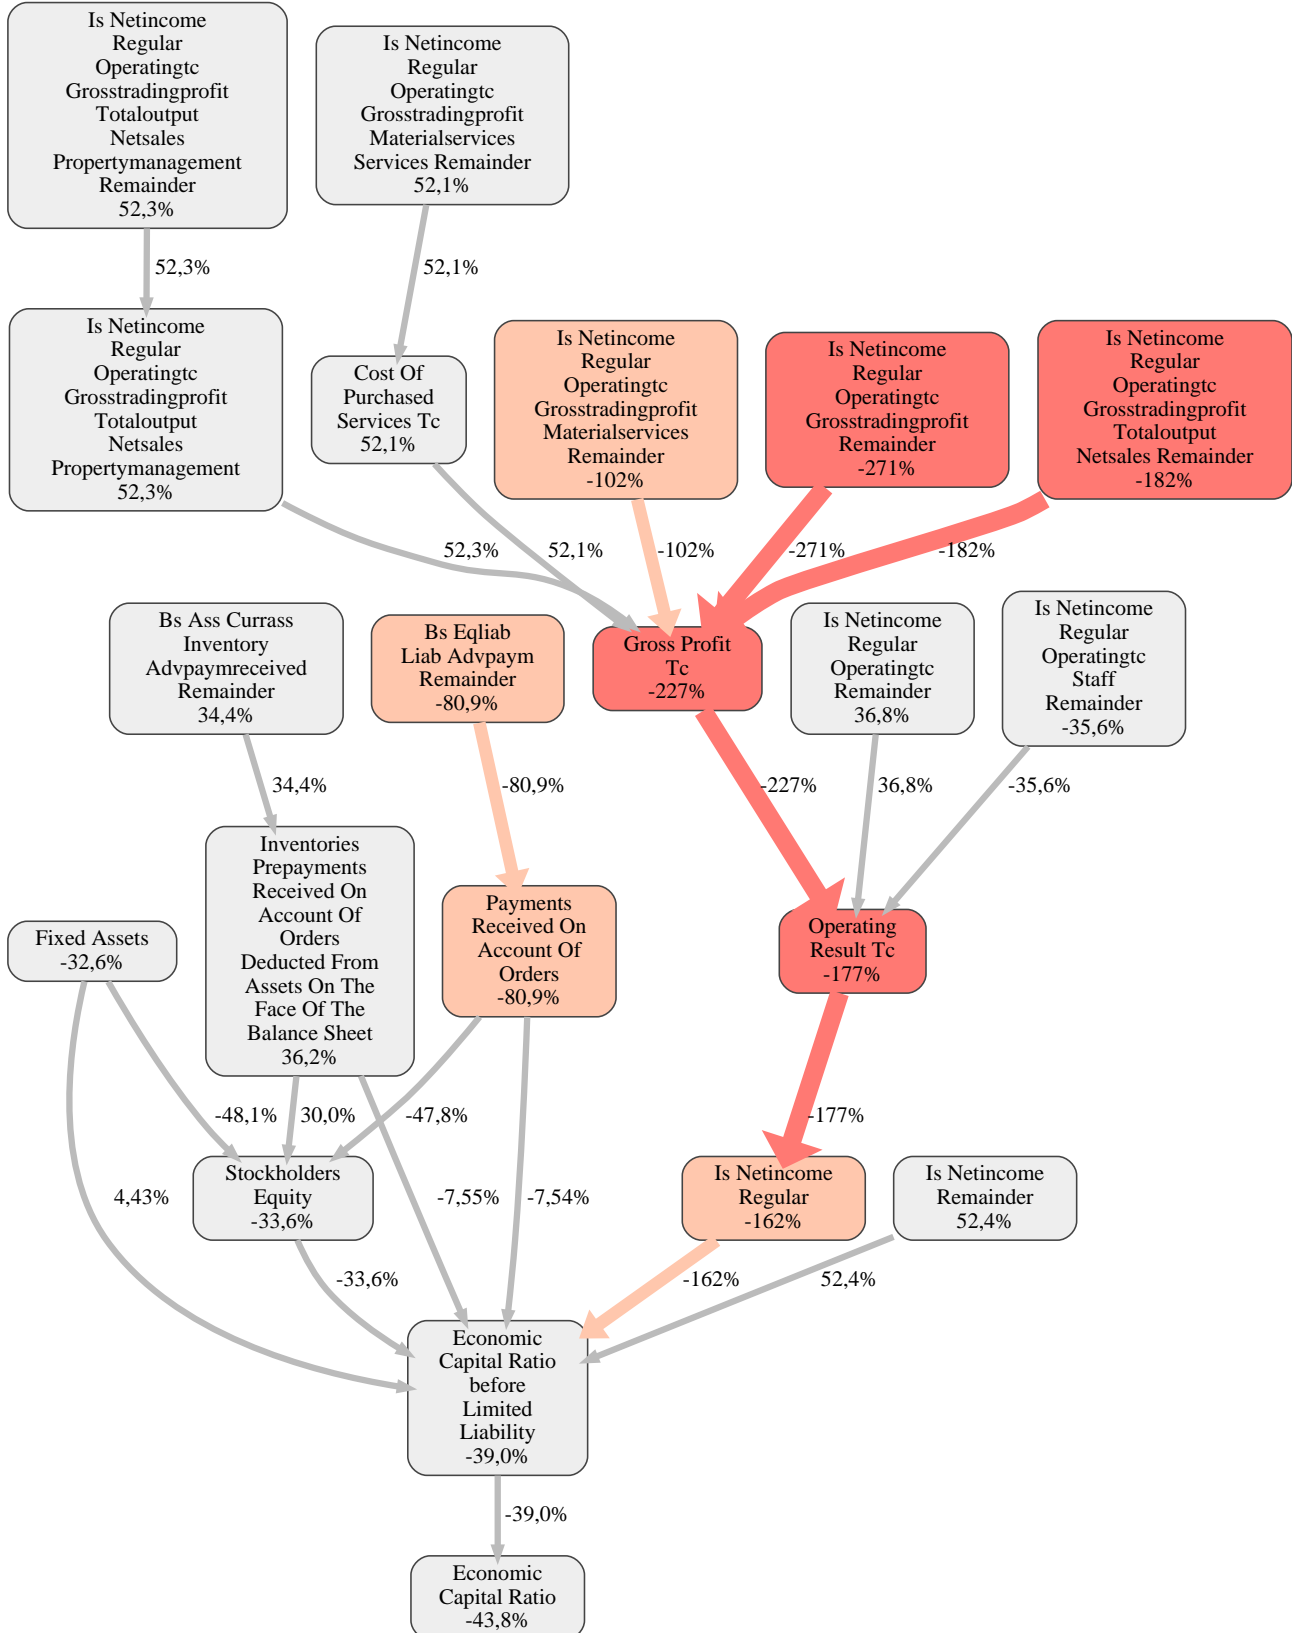 Is Netincome
Regular
Operatingtc
Grosstradingprofit
Totaloutput
Netsales
Propertymanagement
Remainder
52,3%
Is Netincome
Regular
Operatingtc
Grosstradingprofit
Materialservices
Services Remainder
52,1%
52,3%
52,1%
Is Netincome
Regular
Operatingtc
Grosstradingprofit
Totaloutput
Netsales
Propertymanagement
52,3%
Cost Of
Purchased
Services Tc
52,1%
Is Netincome
Regular
Operatingtc
Grosstradingprofit
Materialservices
Remainder
-102%
Is Netincome
Regular
Operatingtc
Grosstradingprofit
Remainder
-271%
Is Netincome
Regular
Operatingtc
Grosstradingprofit
Totaloutput
Netsales Remainder
-182%
52,3%
52,1%
-102%
-271%
-182%
Bs Ass Currass
Inventory
Advpaymreceived
Remainder
34,4%
Bs Eqliab
Liab Advpaym
Remainder
-80,9%
Gross Profit
Tc
-227%
Is Netincome
Regular
Operatingtc
Remainder
36,8%
Is Netincome
Regular
Operatingtc
Staff
Remainder
-35,6%
34,4%
-80,9%
-227%
36,8%
-35,6%
Fixed Assets
-32,6%
Inventories
Prepayments
Received On
Account Of
Orders
Deducted From
Assets On The
Face Of The
Balance Sheet
36,2%
Payments
Received On
Account Of
Orders
-80,9%
Operating
Result Tc
-177%
-48,1%
30,0%
-47,8%
-177%
Stockholders
Equity
-33,6%
Is Netincome
Regular
-162%
Is Netincome
Remainder
52,4%
4,43%
-7,55%
-7,54%
-33,6%
-162%
52,4%
Economic
Capital Ratio
before
Limited
Liability
-39,0%
-39,0%
Economic
Capital Ratio
-43,8%